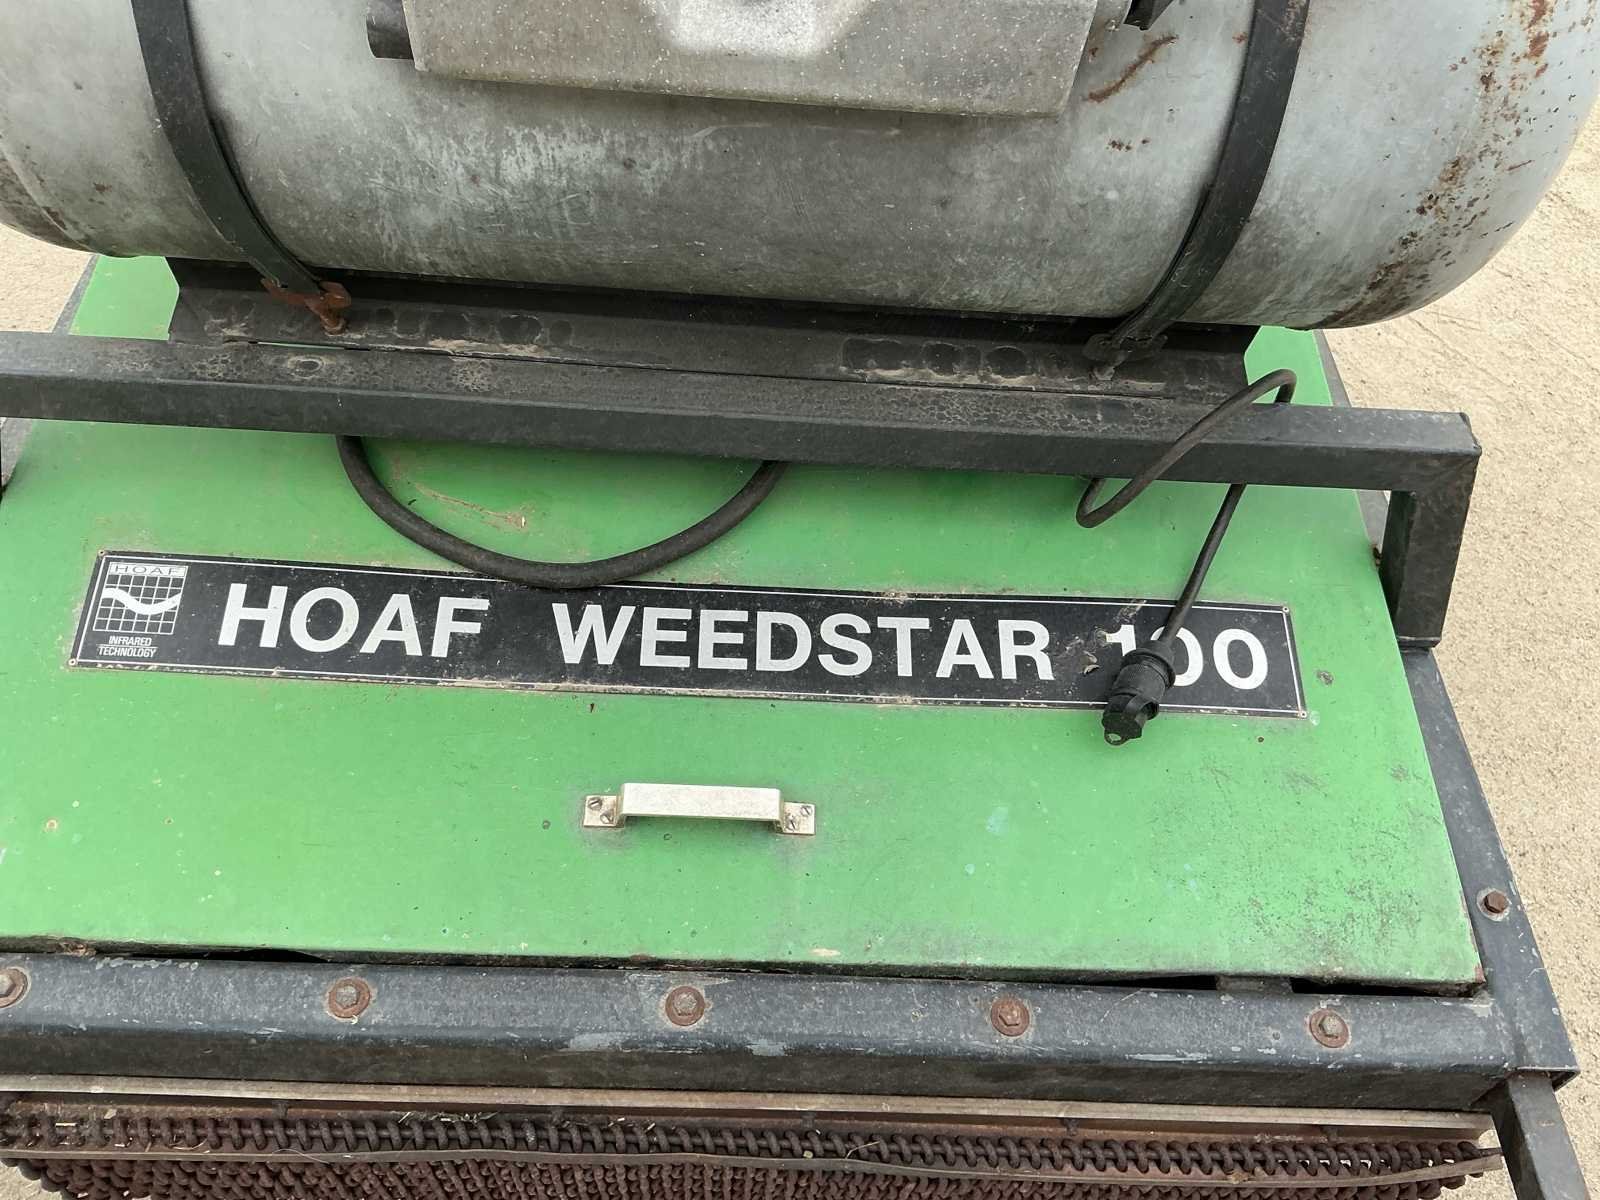 HOAF
INFRARED
TECHNOLOGY
HOAF WEEDSTAR 100